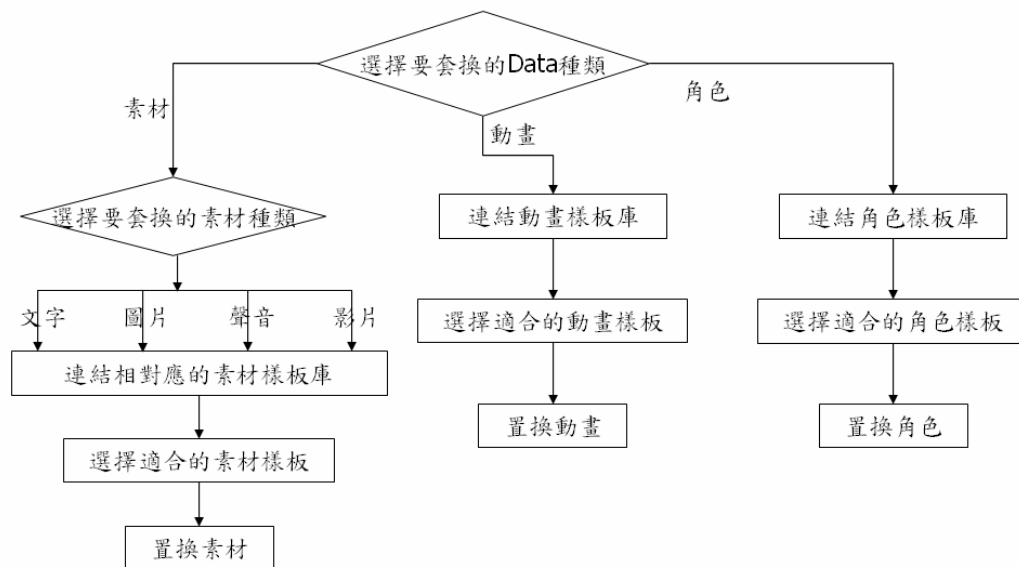 選擇要套換的Data種類
素材
動畫
角色
選擇要套換的素材種類
連結動畫樣板庫
連結角色樣板庫
文字
圖片
聲音
影片
選擇適合的動畫樣板
選擇適合的角色樣板
連結相對應的素材樣板庫
置換動畫
置換角色
選擇適合的素材樣板
置換素材